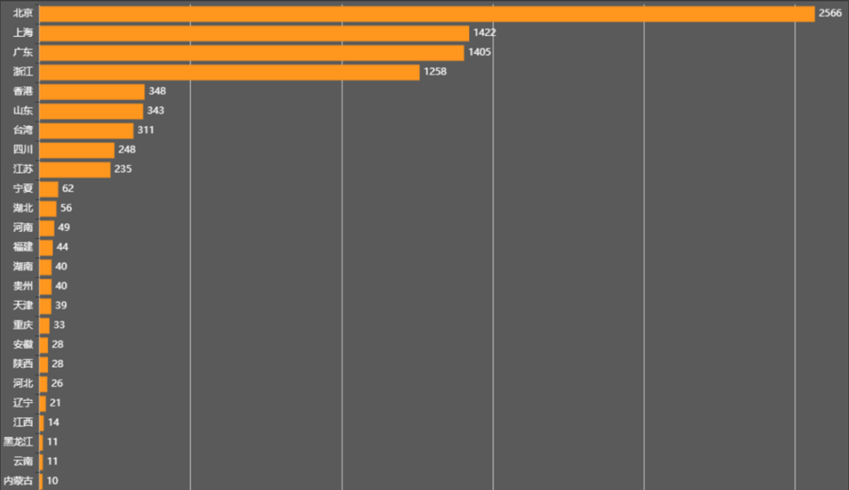 北京 2566
上海 1422
广东 1405
浙江 1258
香港 348
山东 343
台湾 311
四川 248
江苏 235
宁夏 62
湖北 56
河南 49
福建 44
湖南 40
贵州 40
天津 39
重庆 33
安徽 28
陕西 28
河北 26
辽宁 21
江西 14
黑龙江 11
云南 11
内蒙古 10